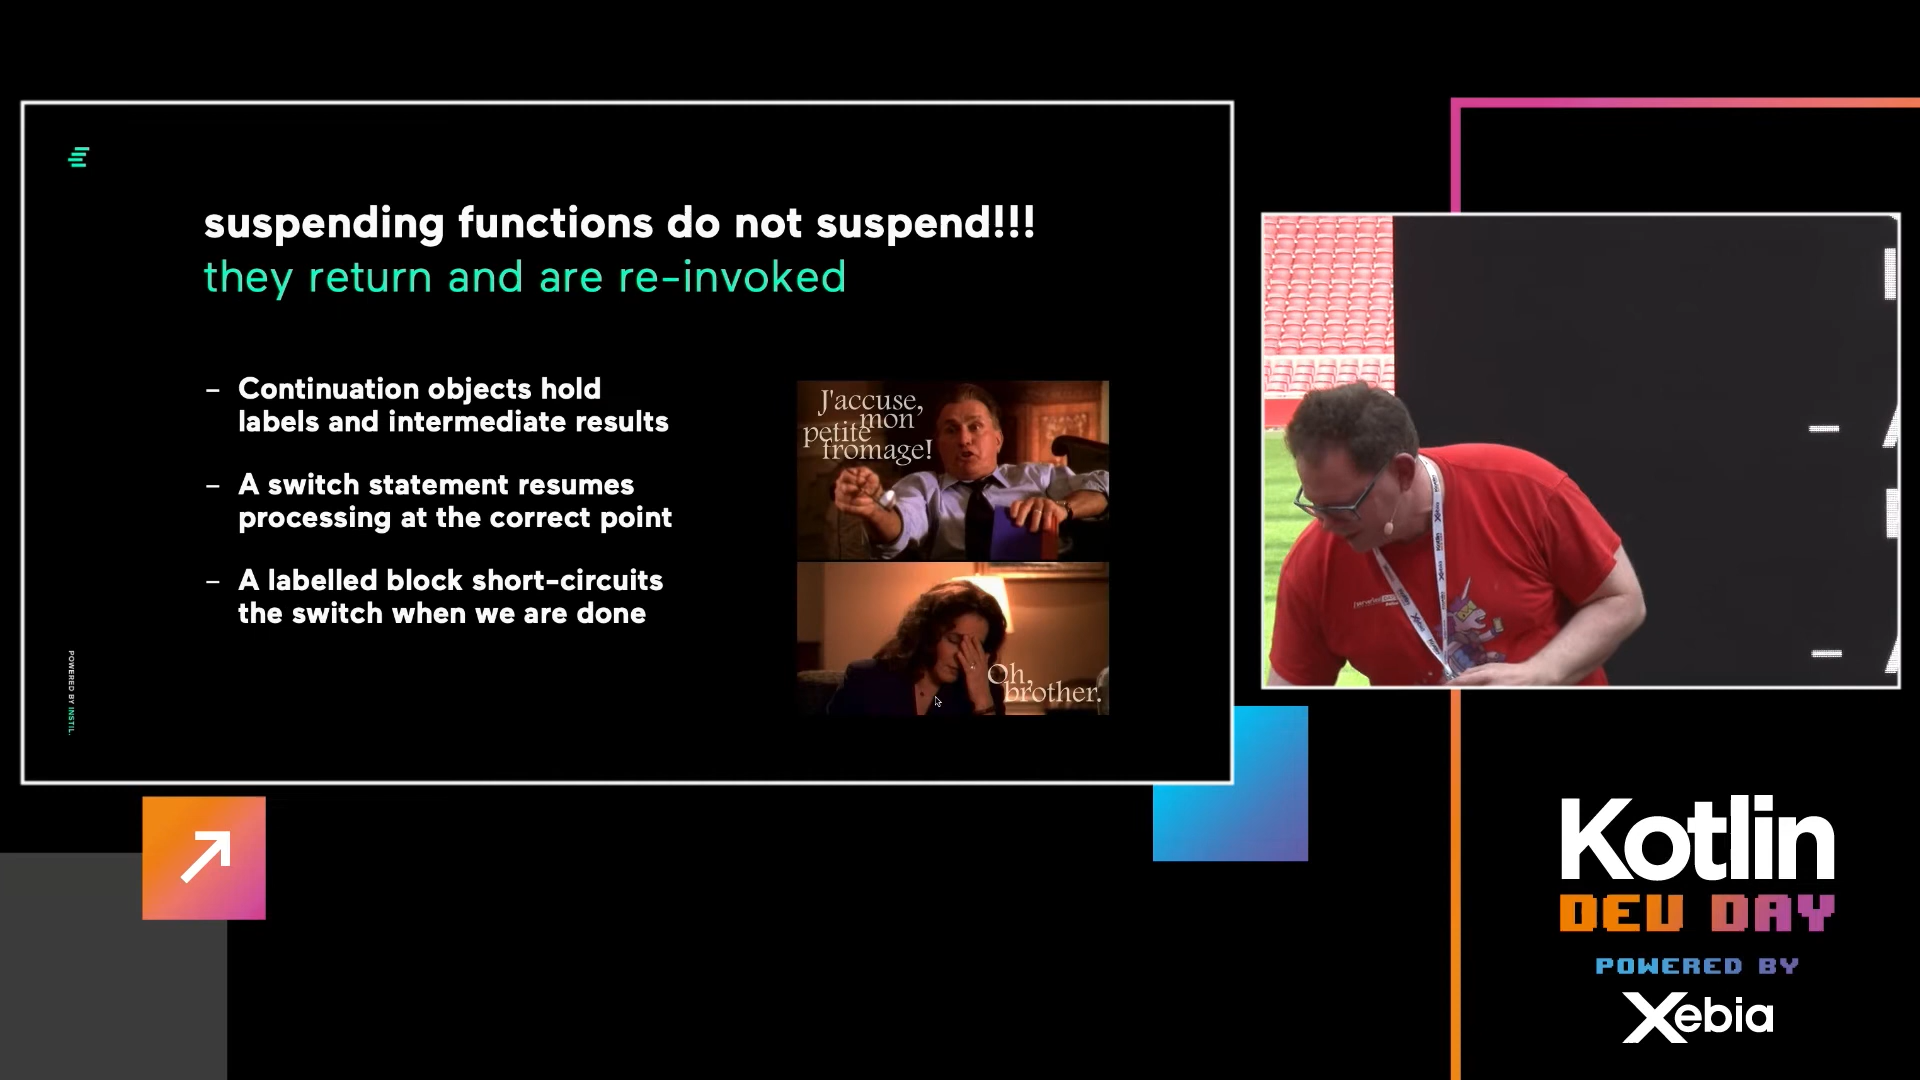 suspending functions do not suspend!!!
they return and are re-invoked
– Continuation objects hold
labels and intermediate results
– A switch statement resumes
processing at the correct point
– A labelled block short-circuits
the switch when we are done
J'accuse,
mon
petite
fromage!
Oh,
brother.
POWERED BY INSTIL.
Kotlin
DEV DAY
POWERED BY
Xebia